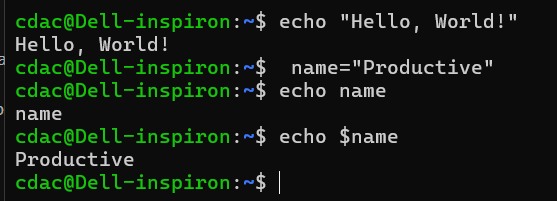 cdac@Dell-inspiron:~$ echo "Hello, World!"
Hello, World!
cdac@Dell-inspiron:~$  name="Productive"
cdac@Dell-inspiron:~$ echo name
name
cdac@Dell-inspiron:~$ echo $name
Productive
cdac@Dell-inspiron:~$